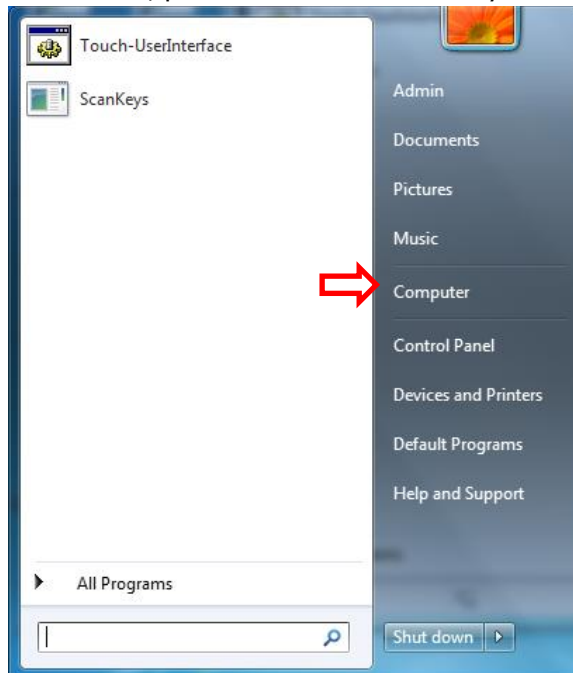 Touch-UserInterface
ScanKeys
All Programs
Admin
Documents
Pictures
Music
Computer
Control Panel
Devices and Printers
Default Programs
Help and Support
Shut down